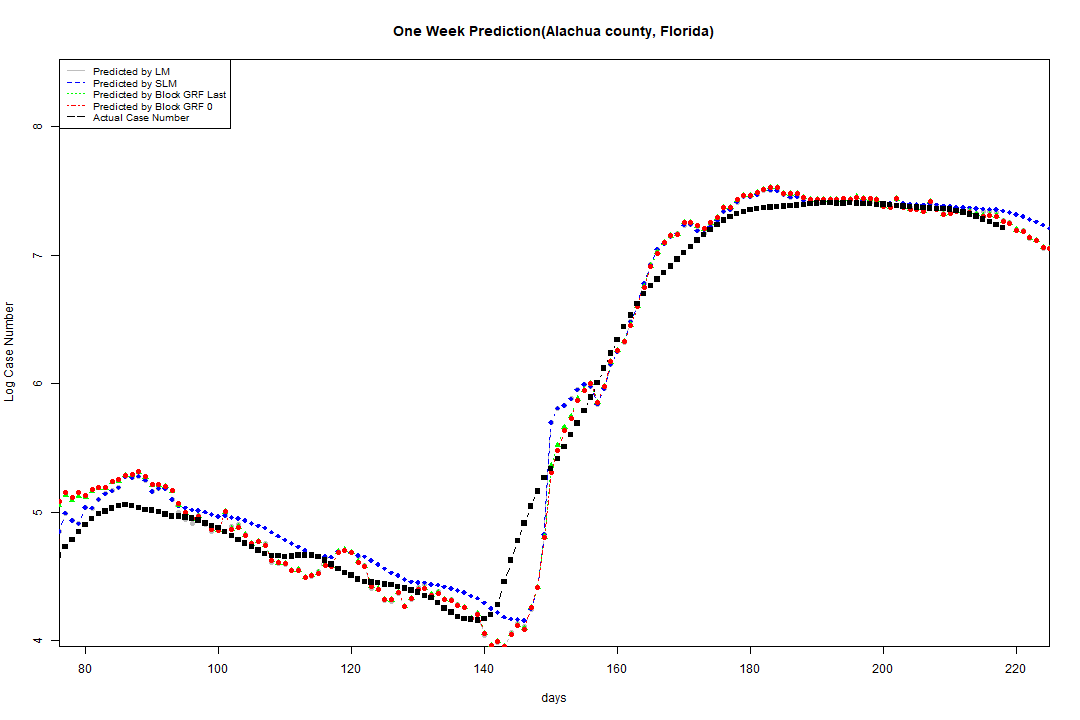 One Week Prediction(Alachua county, Florida)
Predicted by LM
Predicted by SLM
Predicted by Block GRF Last
Predicted by Block GRF 0
Actual Case Number
8
7
6
5
4
Log Case Number
80 100 120 140 160 180 200 220
days